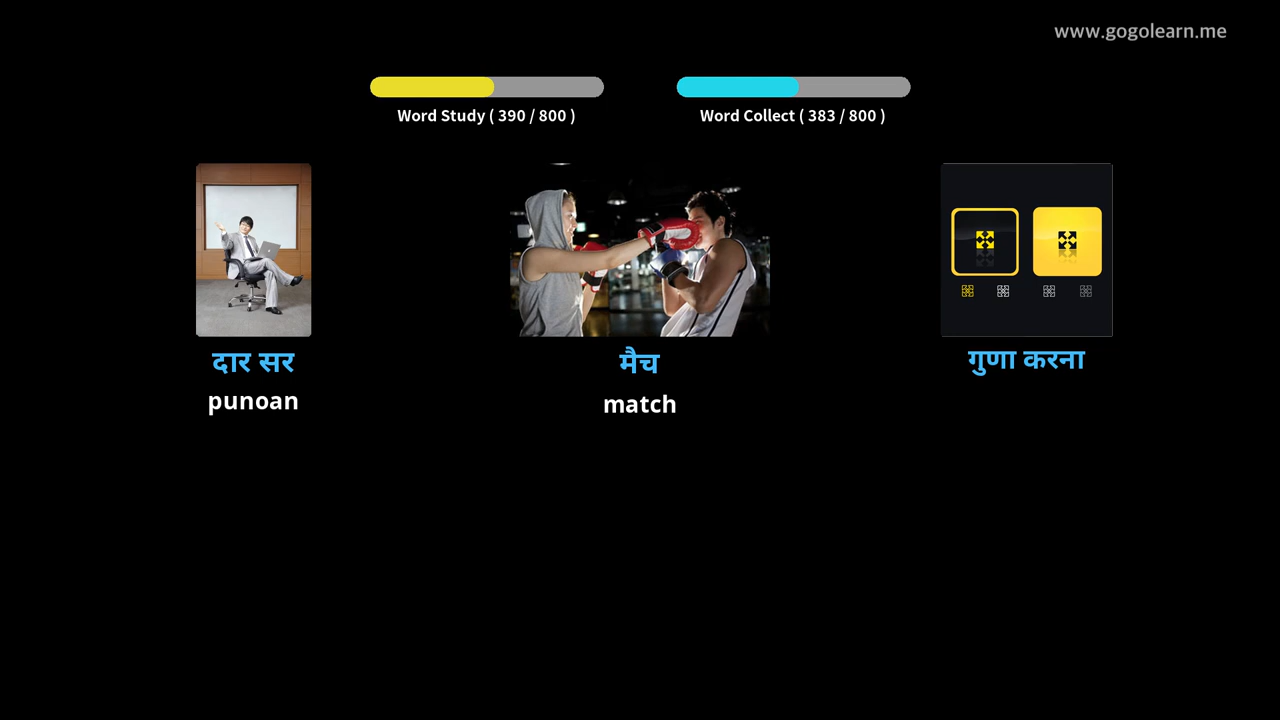 www.gogolearn.me
Word Study ( 390 / 800 )
Word Collect ( 383 / 800 )
दार सर
punoan
मैच
match
गुणा करना